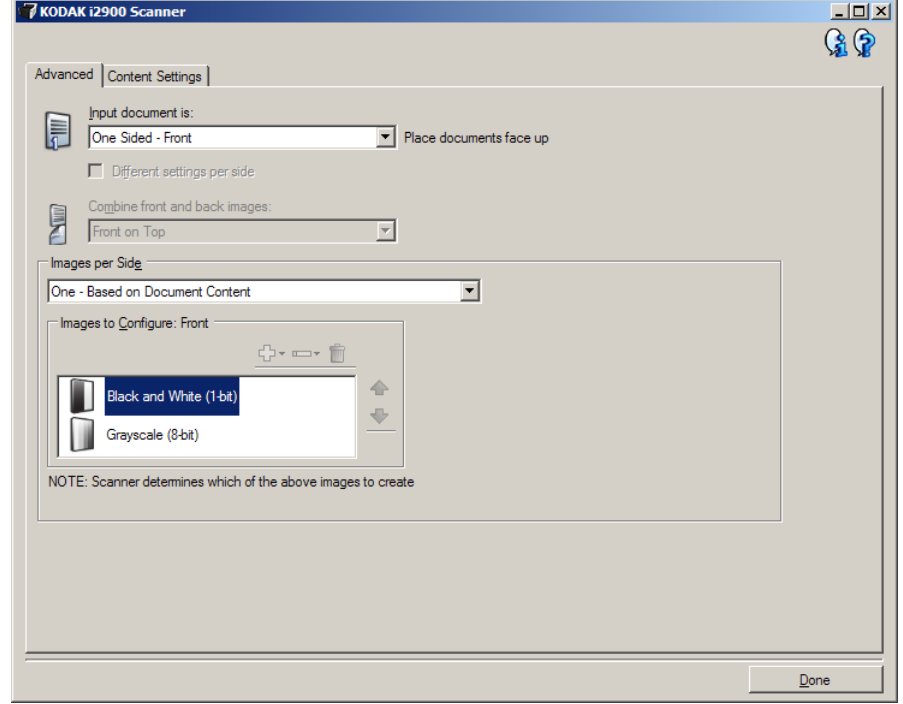 KODAK i2900 Scanner
Advanced
Content Settings
Input document is:
One Sided - Front
Place documents face up
Different settings per side
Combine front and back images:
Front on Top
Images per Side
One - Based on Document Content
Images to Configure: Front
Black and White (1-bit)
Grayscale (8-bit)
NOTE: Scanner determines which of the above images to create
Done